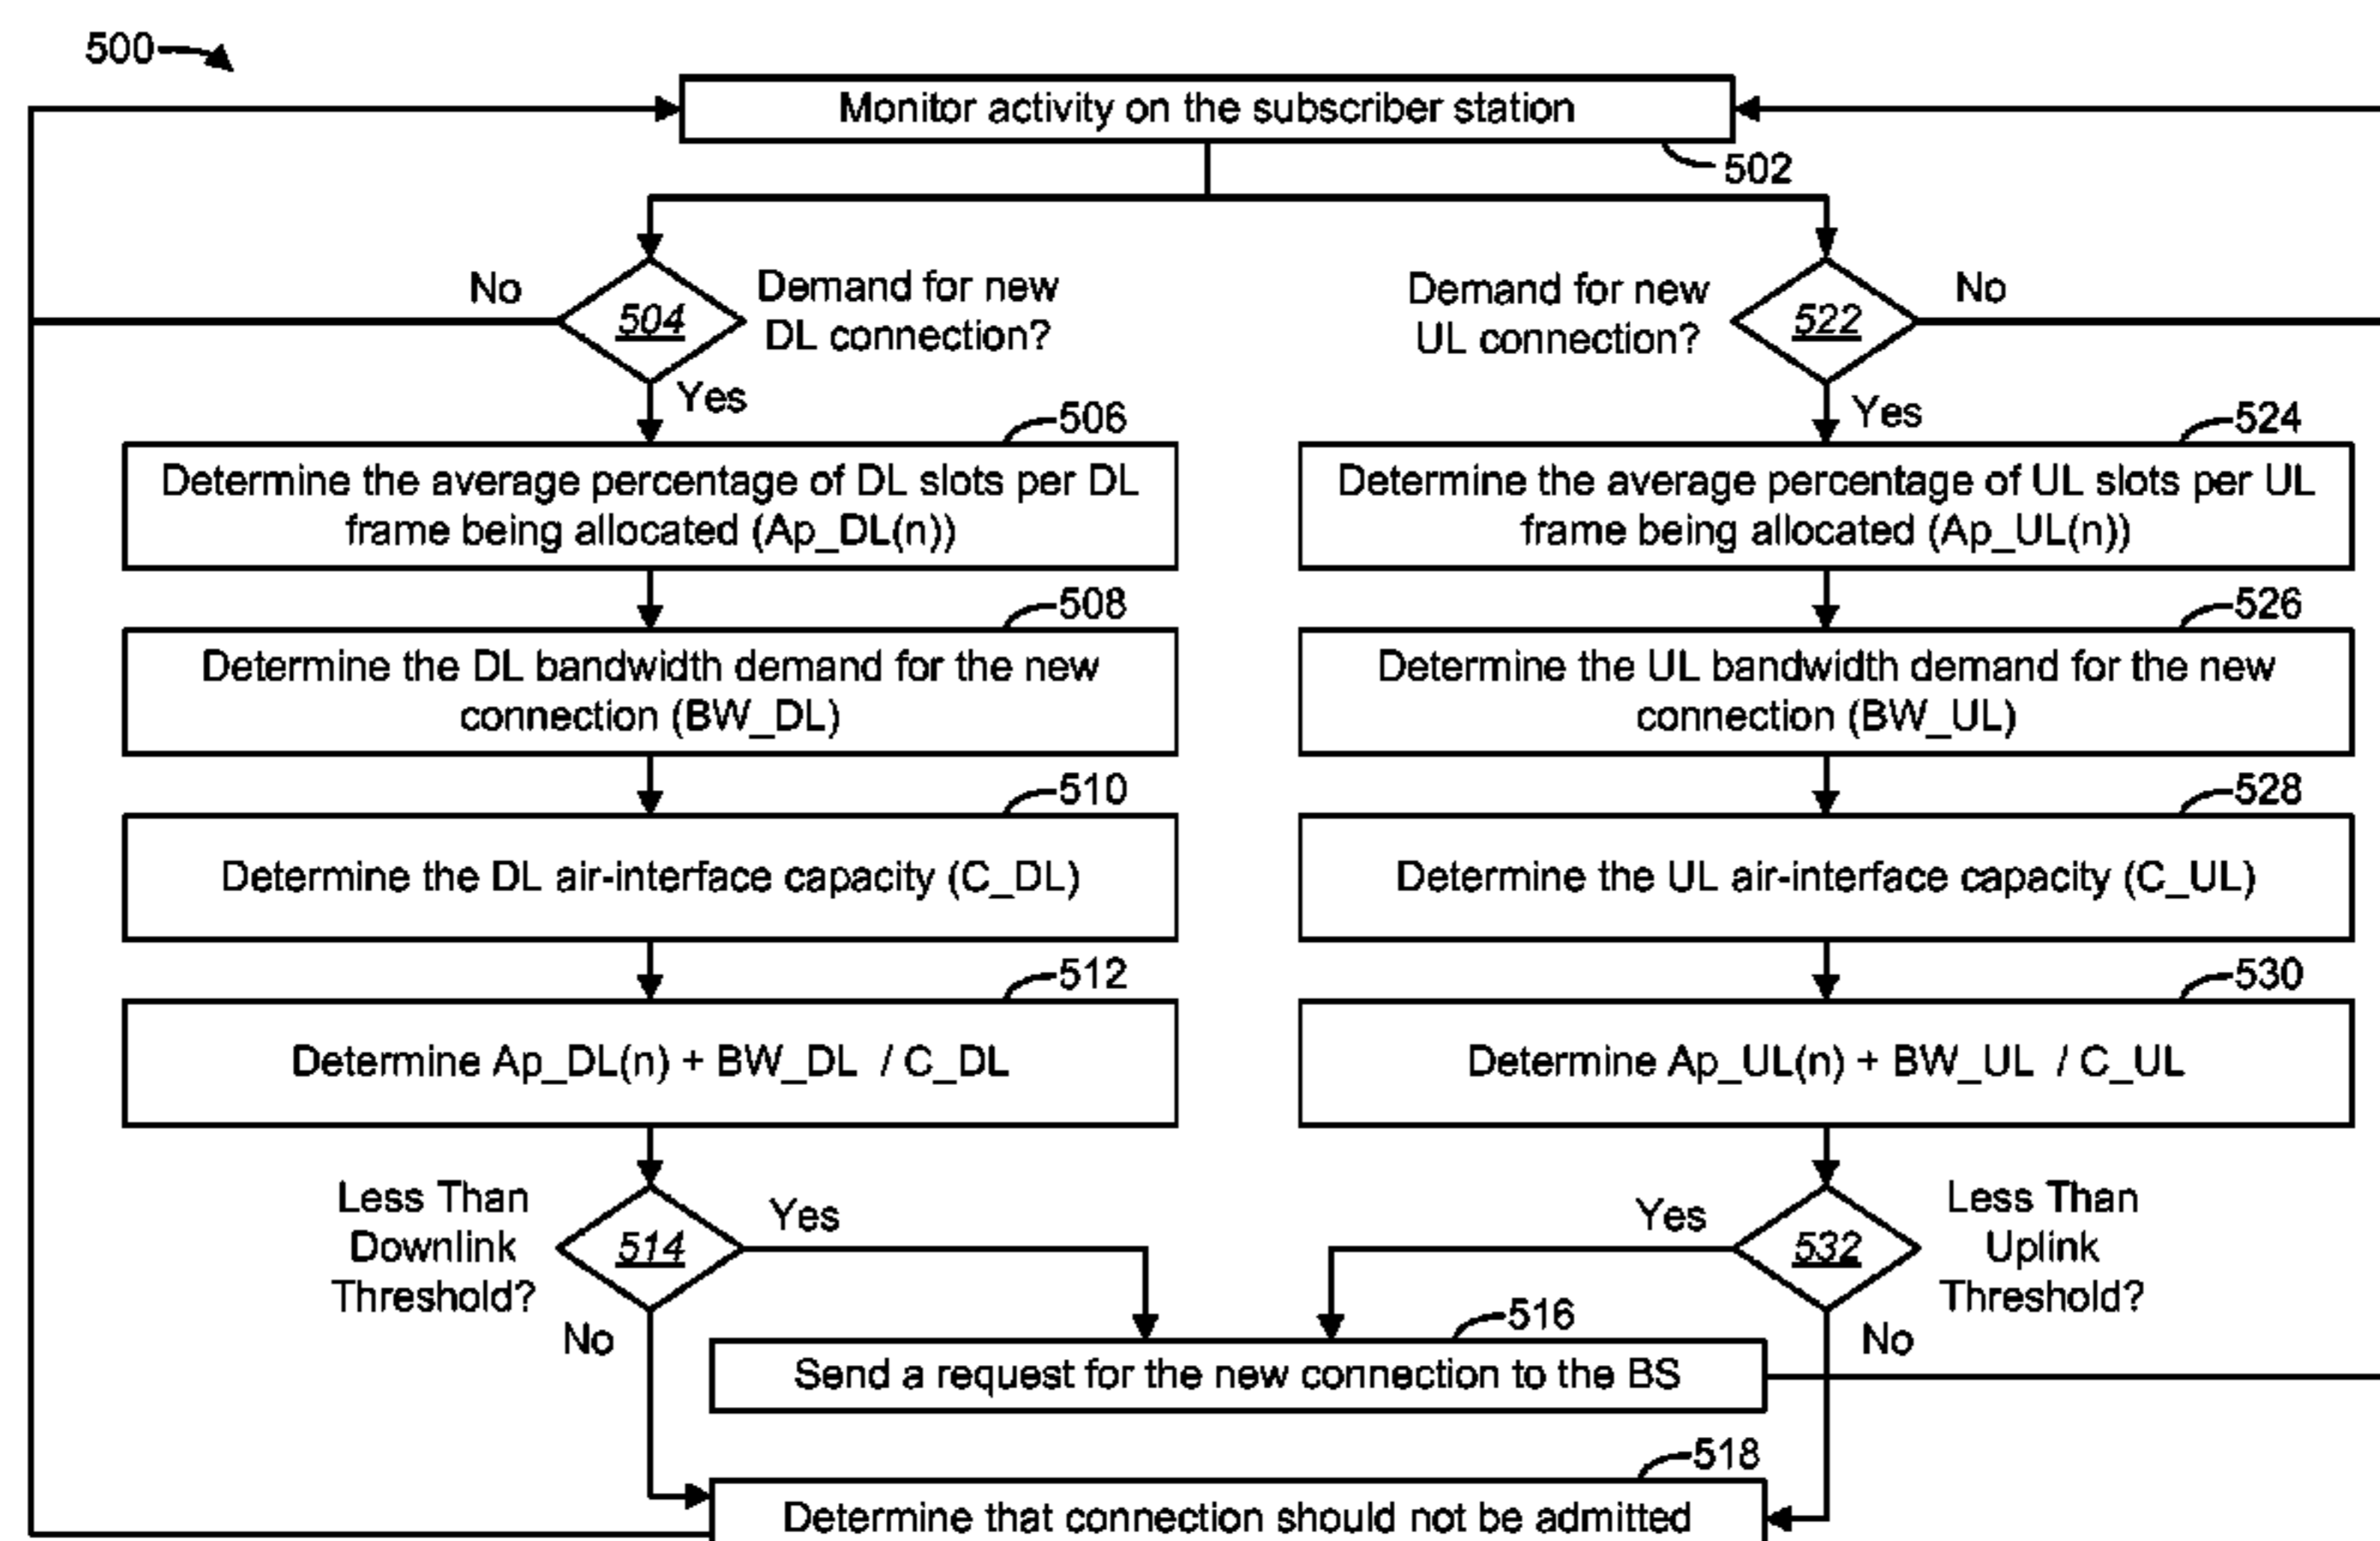 500
Monitor activity on the subscriber station
502
No
504
Demand for new
DL connection?
Yes
506
Determine the average percentage of DL slots per DL
frame being allocated (Ap_DL(n))
508
Determine the DL bandwidth demand for the new
connection (BW_DL)
510
Determine the DL air-interface capacity (C_DL)
512
Determine Ap_DL(n) + BW_DL / C_DL
Less Than
Downlink
Threshold?
514
Yes
No
Demand for new
UL connection?
522
No
Yes
524
Determine the average percentage of UL slots per UL
frame being allocated (Ap_UL(n))
526
Determine the UL bandwidth demand for the new
connection (BW_UL)
528
Determine the UL air-interface capacity (C_UL)
530
Determine Ap_UL(n) + BW_UL / C_UL
Yes
532
Less Than
Uplink
Threshold?
No
516
Send a request for the new connection to the BS
518
Determine that connection should not be admitted